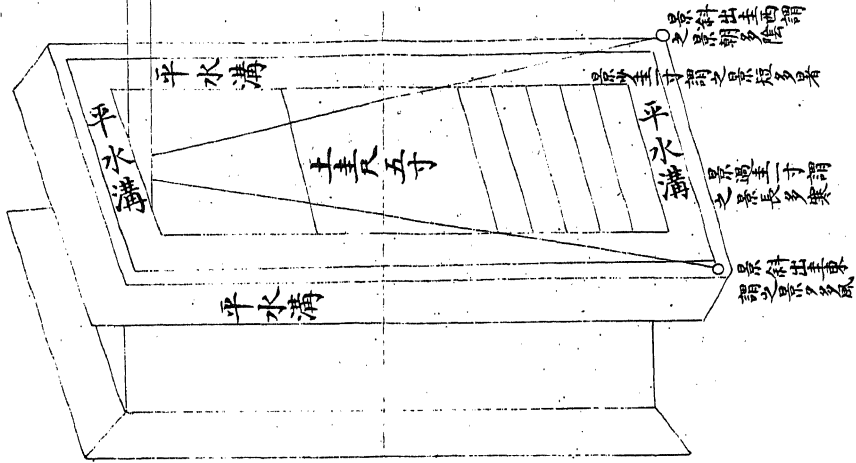 景斜出圭西謂
之景朝多陰
景圭一寸謂之景短多暑
平水溝
平水溝
土圭尺五寸
平水溝
景過圭一寸謂
之景長多寒
景斜出圭東
謂之景夕多風
平水溝